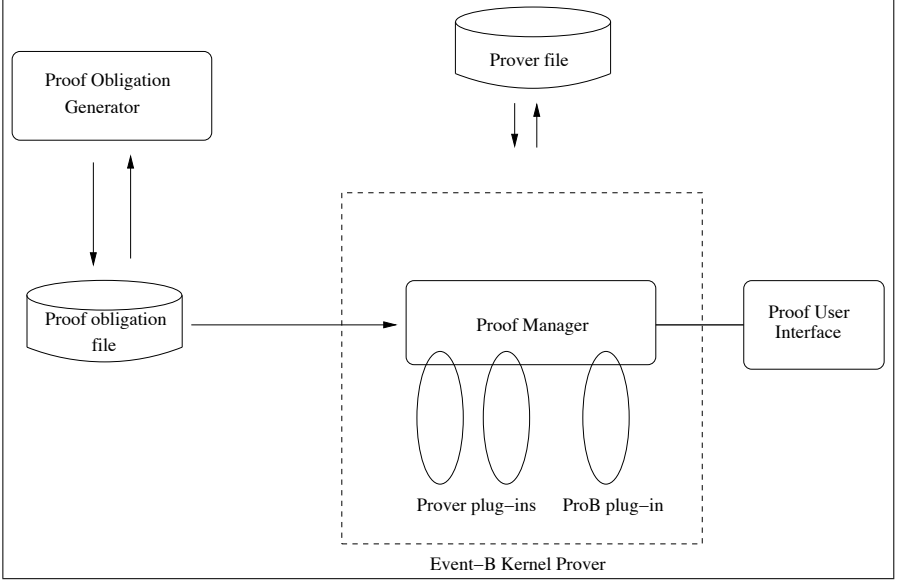 Prover file
Proof Obligation
Generator
Proof obligation
file
Proof Manager
Proof User
Interface
Prover plug−ins
ProB plug−in
Event−B Kernel Prover